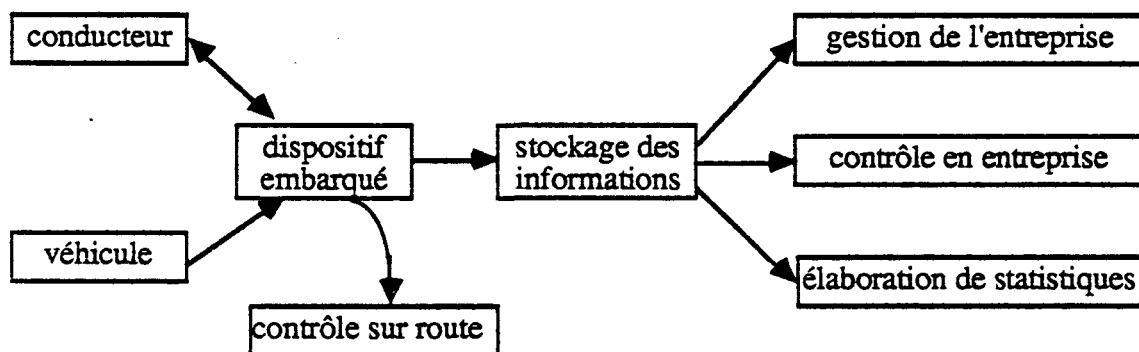 conducteur
gestion de l'entreprise
dispositif
embarqué
stockage des
informations
contrôle en entreprise
véhicule
élaboration de statistiques
contrôle sur route